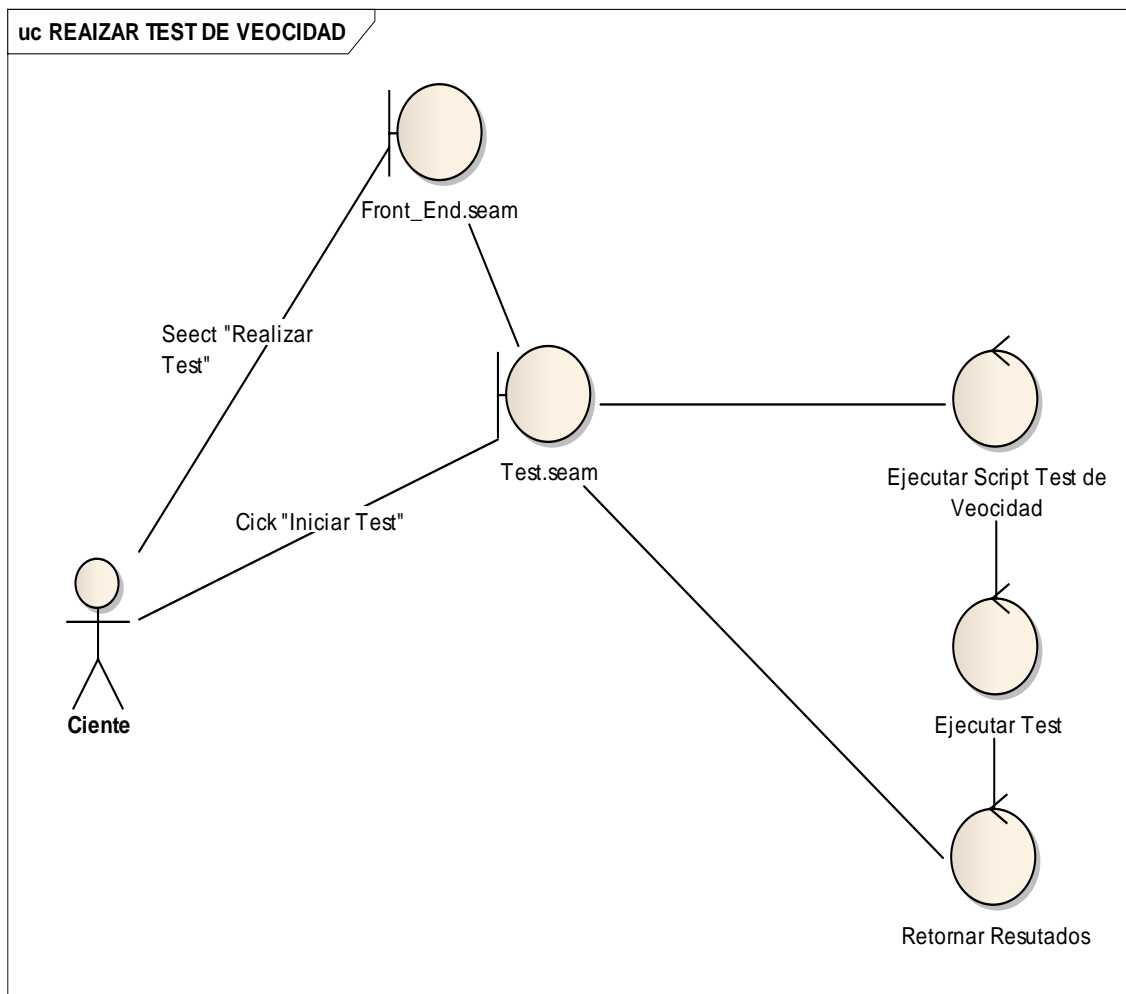 uc REAIZAR TEST DE VEOCIDAD
Front_End.seam
Seect "Realizar
Test"
Test.seam
Cick "Iniciar Test"
Ejecutar Script Test de
Veocidad
Ejecutar Test
Ciente
Retornar Resutados